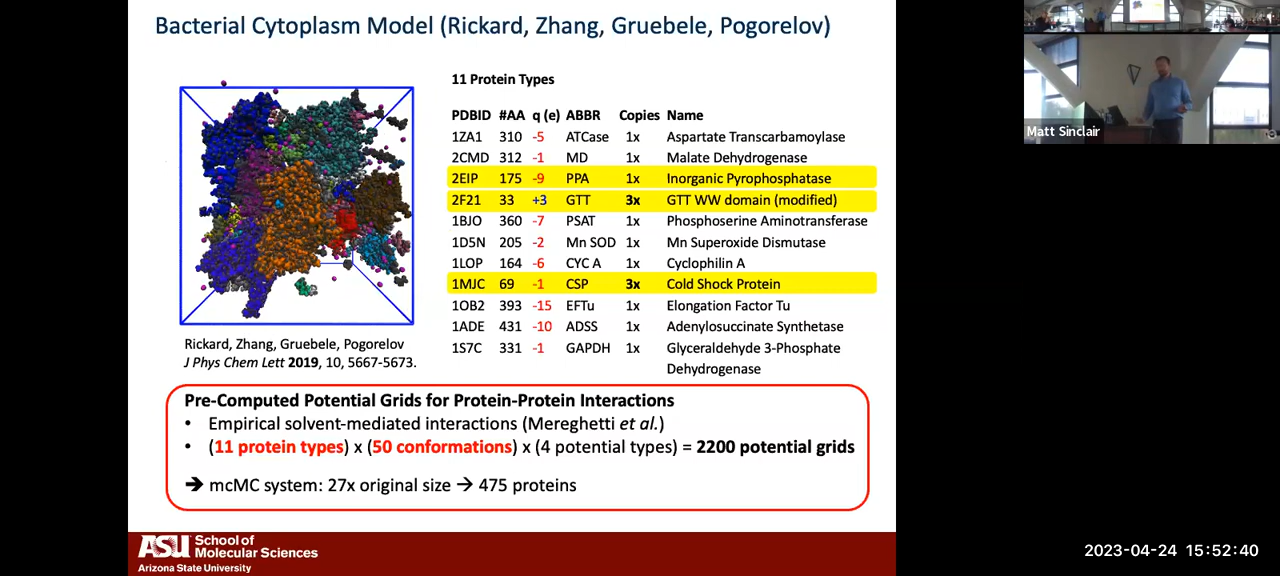 Bacterial Cytoplasm Model (Rickard, Zhang, Gruebele, Pogorelov)
11 Protein Types
PDBID #AA q (e) ABBR Copies Name
1ZA1 310 -5 ATCase 1x Aspartate Transcarbamoylase
2CMD 312 -1 MD 1x Malate Dehydrogenase
2EIP 175 -9 PPA 1x Inorganic Pyrophosphatase
2F21 33 +3 GTT 3x GTT WW domain (modified)
1BJO 360 -7 PSAT 1x Phosphoserine Aminotransferase
1D5N 205 -2 Mn SOD 1x Mn Superoxide Dismutase
1LOP 164 -6 CYC A 1x Cyclophilin A
1MJC 69 -1 CSP 3x Cold Shock Protein
1OB2 393 -15 EFTu 1x Elongation Factor Tu
1ADE 431 -10 ADSS 1x Adenylosuccinate Synthetase
1S7C 331 -1 GAPDH 1x Glyceraldehyde 3-Phosphate
Dehydrogenase
Rickard, Zhang, Gruebele, Pogorelov
J Phys Chem Lett 2019, 10, 5667-5673.
Pre-Computed Potential Grids for Protein-Protein Interactions
• Empirical solvent-mediated interactions (Mereghetti et al.)
• (11 protein types) x (50 conformations) x (4 potential types) = 2200 potential grids
➔ mcMC system: 27x original size → 475 proteins
ASU School of
Molecular Sciences
Arizona State University
Matt Sinclair
2023-04-24 15:52:40